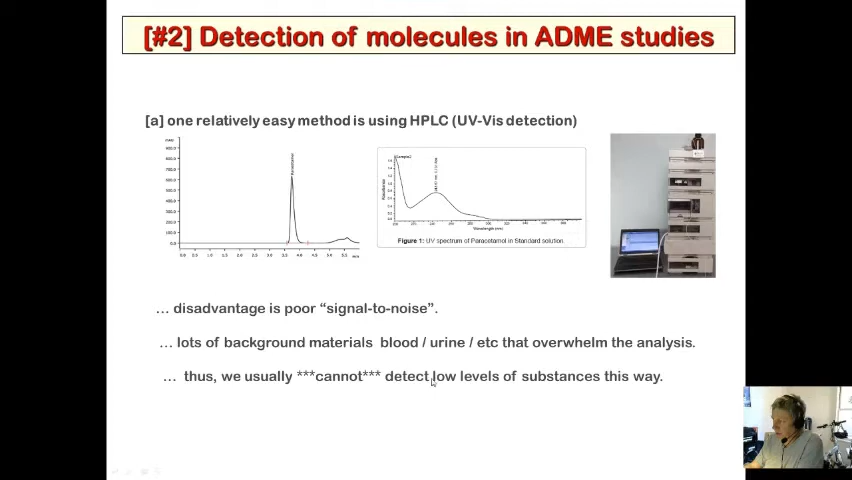 [#2] Detection of molecules in ADME studies
[a] one relatively easy method is using HPLC (UV-Vis detection)
Paracetamol
Figure 1: UV spectrum of Paracetamol in Standard solution.
… disadvantage is poor “signal-to-noise”.
… lots of background materials blood / urine / etc that overwhelm the analysis.
… thus, we usually ***cannot*** detect low levels of substances this way.